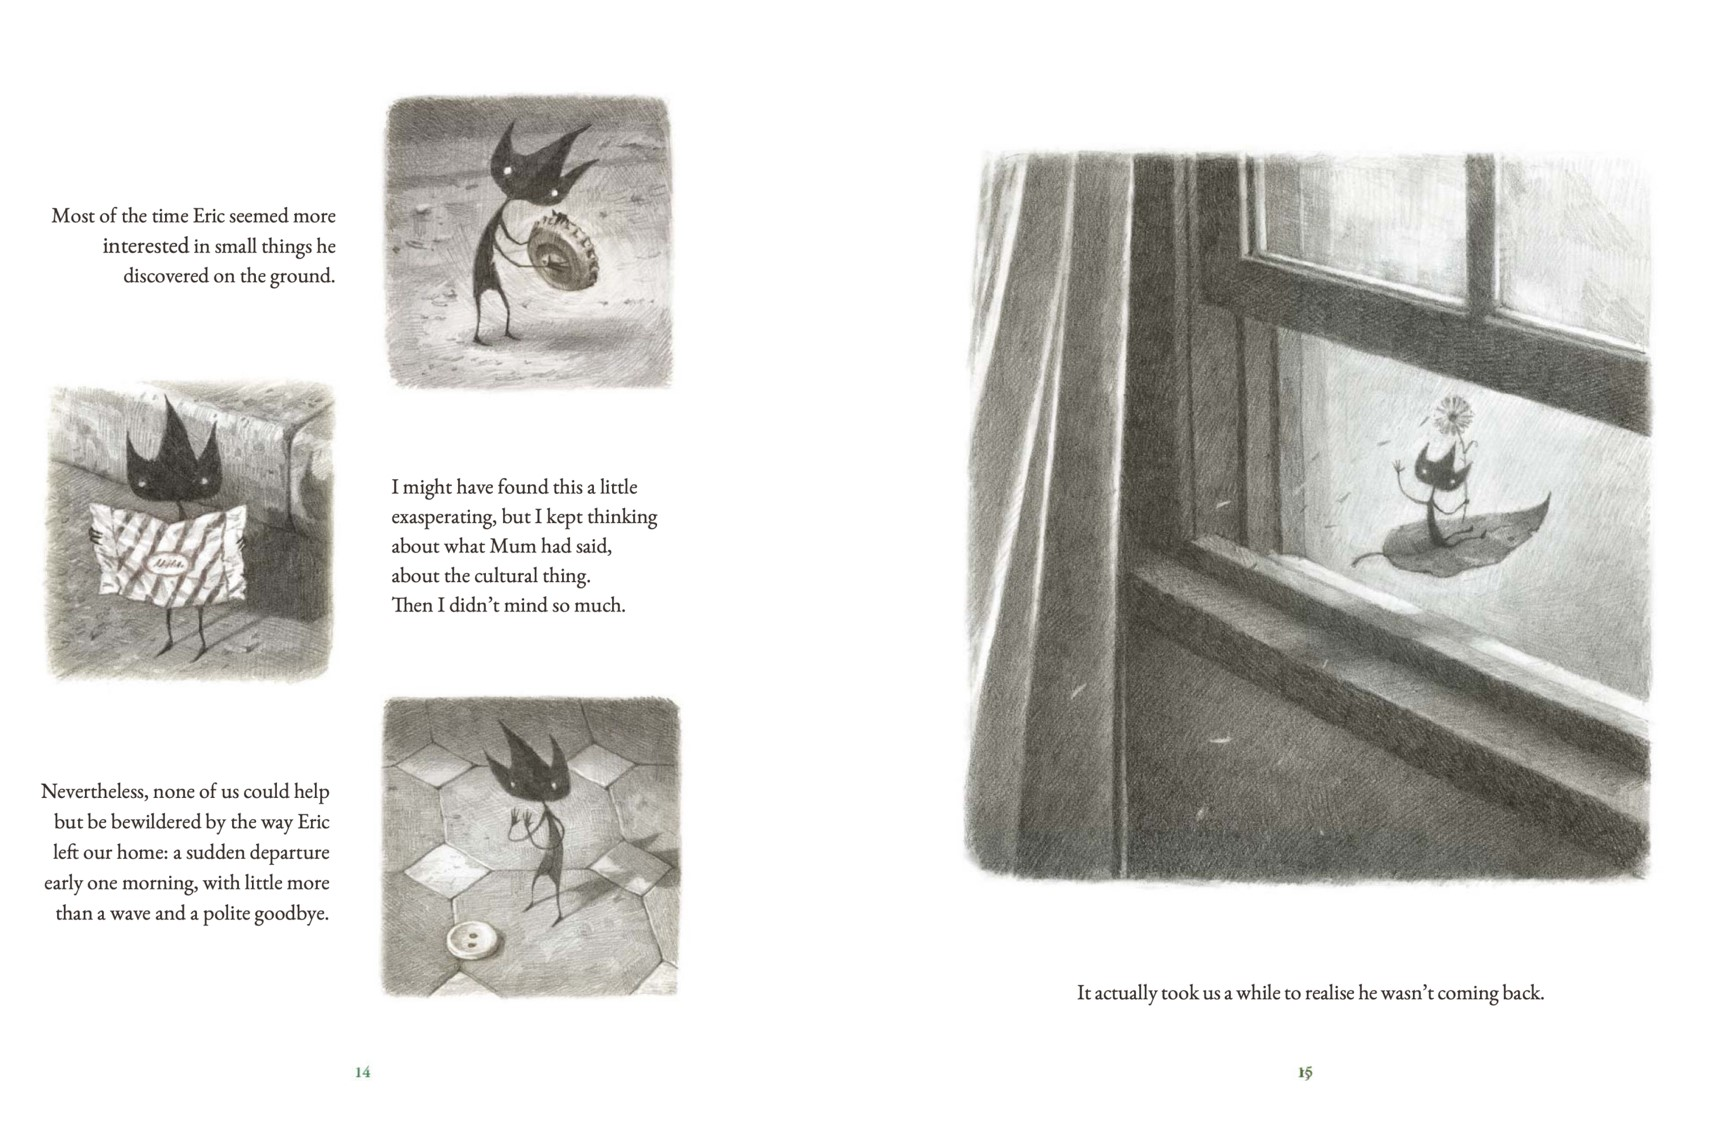 Most of the time Eric seemed more
interested in small things he
discovered on the ground.
I might have found this a little
exasperating, but I kept thinking
about what Mum had said,
about the cultural thing.
Then I didn’t mind so much.
Nevertheless, none of us could help
but be bewildered by the way Eric
left our home: a sudden departure
early one morning, with little more
than a wave and a polite goodbye.
14
It actually took us a while to realise he wasn’t coming back.
15